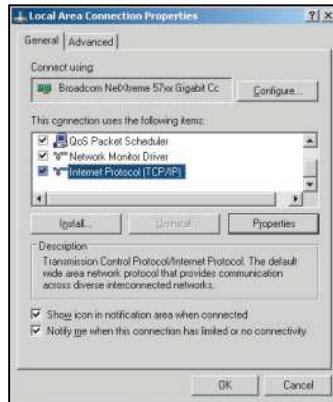 Local Area Connection Properties
General
Advanced
Connect using:
Broadcom NetXtreme 57xx Gigabit Cc
Configure...
This connection uses the following items:
QoS Packet Scheduler
Network Monitor Driver
Internet Protocol (TCP/IP)
Install...
Uninstall
Properties
Description
Transmission Control Protocol/Internet Protocol. The default
wide area network protocol that provides communication
across diverse interconnected networks.
Show icon in notification area when connected
Notify me when this connection has limited or no connectivity
OK
Cancel